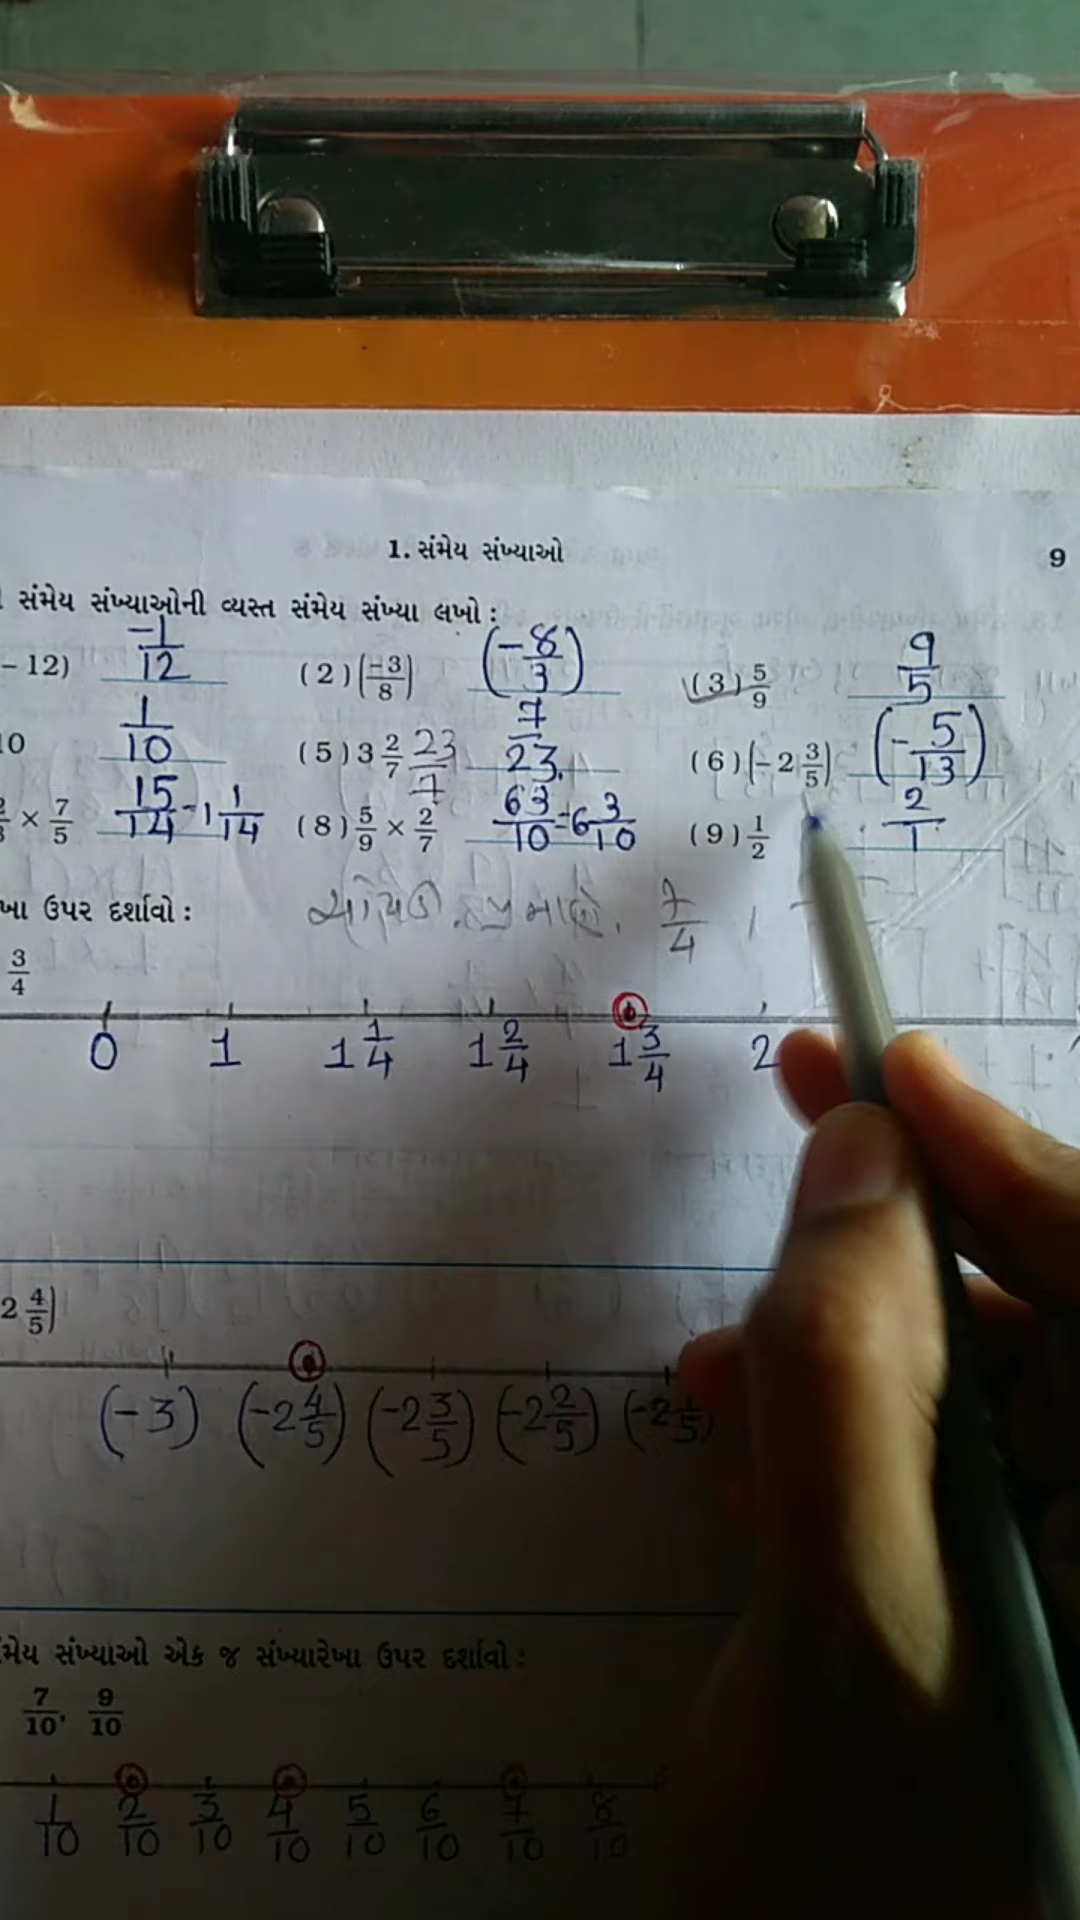 1. સંમેય સંખ્યાઓ 9
સંમેય સંખ્યાઓની વ્યસ્ત સંમેય સંખ્યા લખો :
–12) -1/12 (2) (–3/8) (-8/3) (3) 5/9 9/5
10 1/10 (5) 3 2/7 23/7 7/23. (6) (–2 3/5) (-5/13)
× 7/5 15/14 - 1 1/14 (8) 5/9 × 2/7 63/10 = 6 3/10 (9) 1/2 2/1
ખા ઉપર દર્શાવો : 7/4
3/4
0 1 1 1/4 1 2/4 1 3/4 2
2 4/5)
(-3) (-2 4/5) (-2 3/5) (-2 2/5) (-2 1/5)
મેય સંખ્યાઓ એક જ સંખ્યારેખા ઉપર દર્શાવો :
7/10, 9/10
1/10 2/10 3/10 4/10 5/10 6/10 7/10 8/10